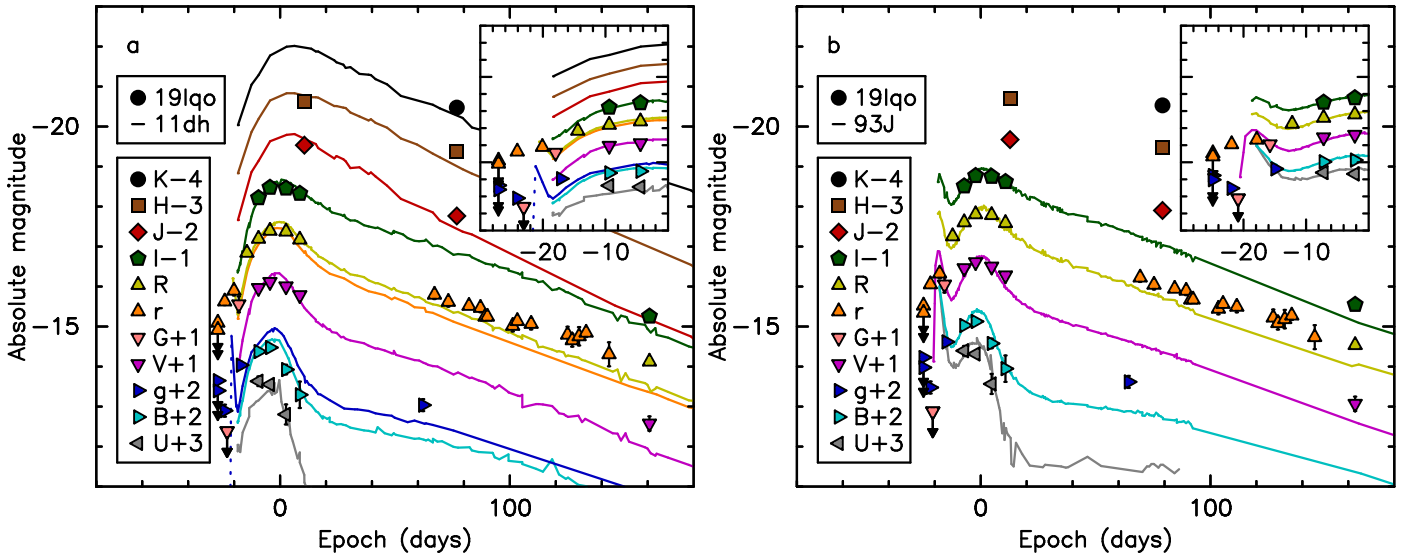 a
19lqo
– 11dh
K–4
H–3
J–2
I–1
R
r
G+1
V+1
g+2
B+2
U+3
−20
−15
Absolute magnitude
0
100
Epoch (days)
−20
−10
b
19lqo
– 93J
K–4
H–3
J–2
I–1
R
r
G+1
V+1
g+2
B+2
U+3
−20
−15
Absolute magnitude
0
100
Epoch (days)
−20
−10